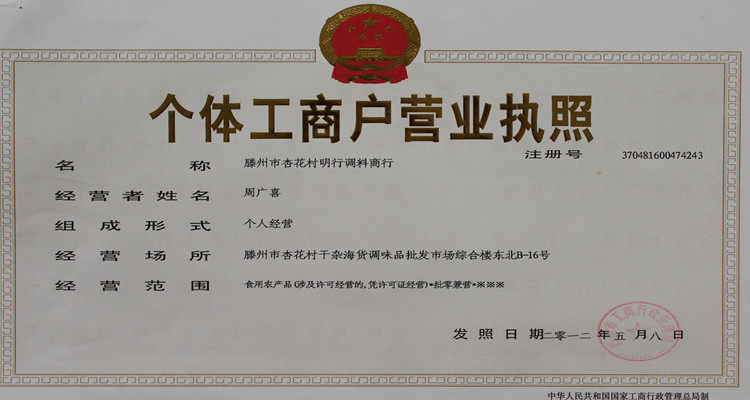 个体工商户营业执照
注册号 370481600474243
名称 滕州市杏花村明行调料商行
经营者姓名 周广喜
组成形式 个人经营
经营场所 滕州市杏花村干杂海货调味品批发市场综合楼东北B-16号
经营范围 食用农产品(涉及许可经营的,凭许可证经营)*批零兼营*※※※
发照日期 二零一二年五月八日
中华人民共和国国家工商行政管理总局制